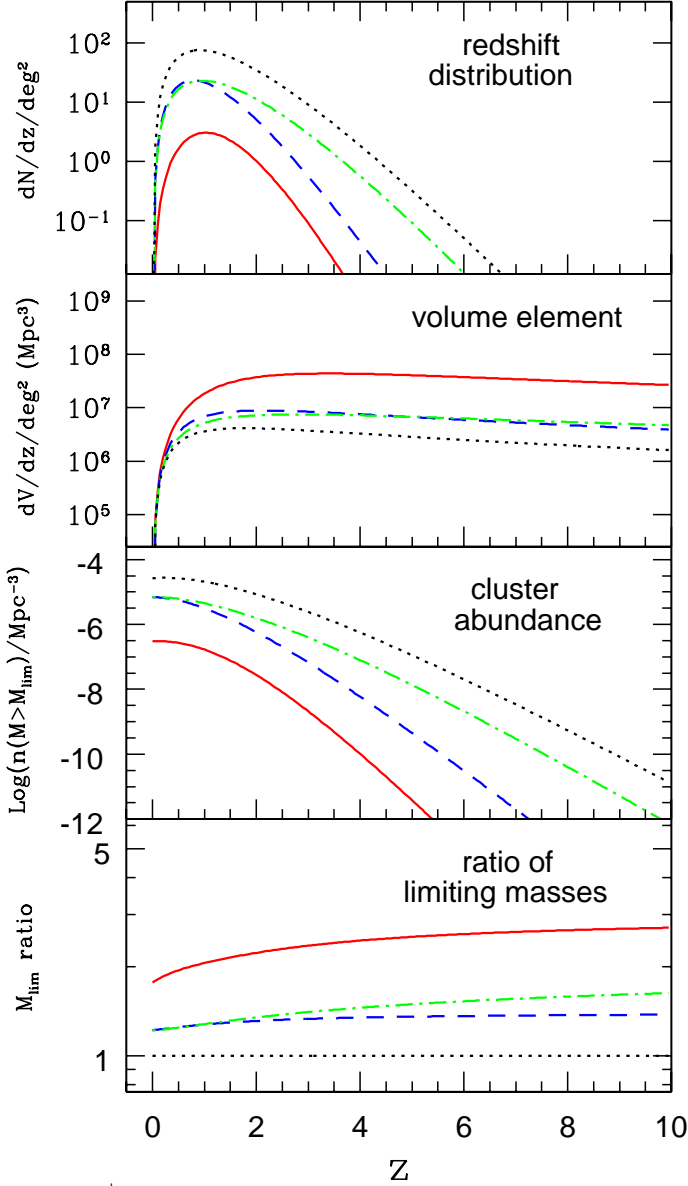 redshift
distribution
dN/dz/deg²
10²
10¹
10⁰
10⁻¹
volume element
dV/dz/deg² (Mpc³)
10⁹
10⁸
10⁷
10⁶
10⁵
cluster
abundance
Log(n(M>M_lim)/Mpc⁻³)
-4
-6
-8
-10
-12
ratio of
limiting masses
M_lim ratio
5
1
0 2 4 6 8 10
Z